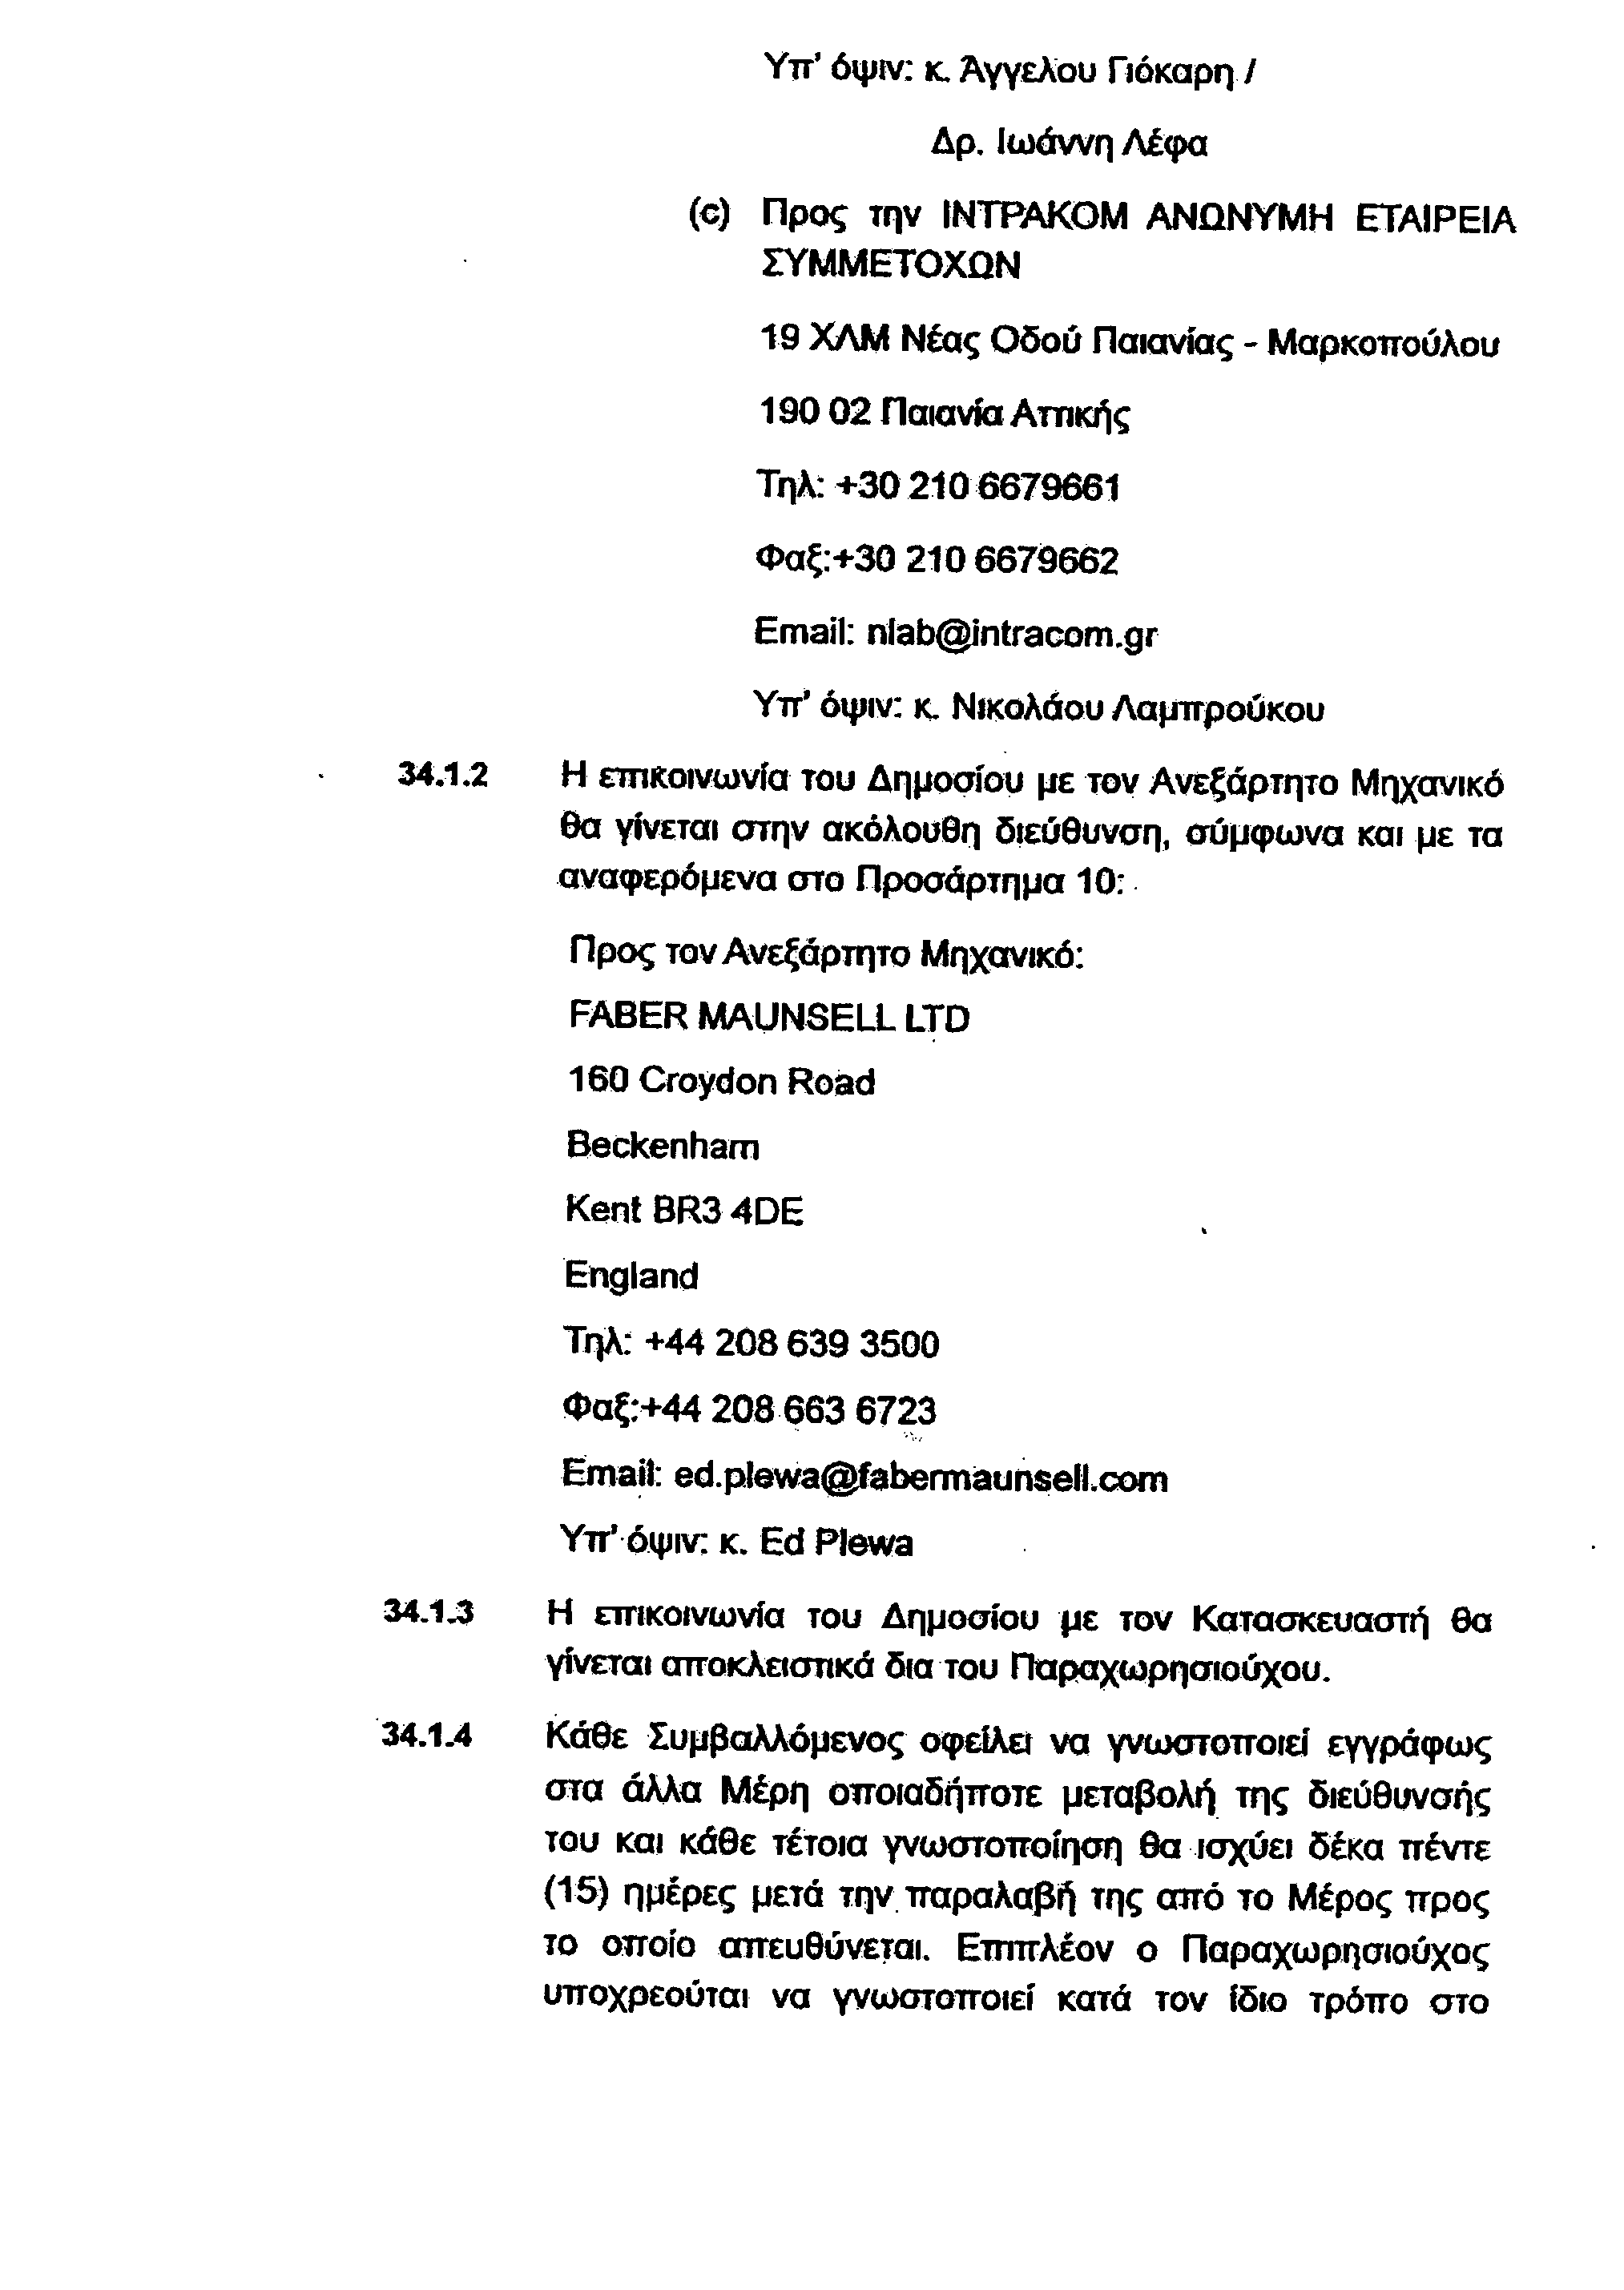 Υπ' όψιν: κ. Άγγελου Γιόκαρη /
Δρ. Ιωάννη Λέφα
(c) Προς την ΙΝΤΡΑΚΟΜ ΑΝΩΝΥΜΗ ΕΤΑΙΡΕΙΑ
ΣΥΜΜΕΤΟΧΩΝ
19 ΧΛΜ Νέας Οδού Παιανίας - Μαρκοπούλου
190 02 Παιανία Αττικής
Τηλ: +30 210 6679661
Φαξ:+30 210 6679662
Email: nlab@intracom.gr
Υπ' όψιν: κ. Νικολάου Λαμπρούκου
34.1.2 Η επικοινωνία του Δημοσίου με τον Ανεξάρτητο Μηχανικό
θα γίνεται στην ακόλουθη διεύθυνση, σύμφωνα και με τα
αναφερόμενα στο Προσάρτημα 10:
Προς τον Ανεξάρτητο Μηχανικό:
FABER MAUNSELL LTD
160 Croydon Road
Beckenham
Kent BR3 4DE
England
Τηλ: +44 208 639 3500
Φαξ:+44 208 663 6723
Email: ed.plewa@fabermaunsell.com
Υπ' όψιν: κ. Ed Plewa
34.1.3 Η επικοινωνία του Δημοσίου με τον Κατασκευαστή θα
γίνεται αποκλειστικά δια του Παραχωρησιούχου.
34.1.4 Κάθε Συμβαλλόμενος οφείλει να γνωστοποιεί εγγράφως
στα άλλα Μέρη οποιαδήποτε μεταβολή της διεύθυνσής
του και κάθε τέτοια γνωστοποίηση θα ισχύει δέκα πέντε
(15) ημέρες μετά την παραλαβή της από το Μέρος προς
το οποίο απευθύνεται. Επιπλέον ο Παραχωρησιούχος
υποχρεούται να γνωστοποιεί κατά τον ίδιο τρόπο στο